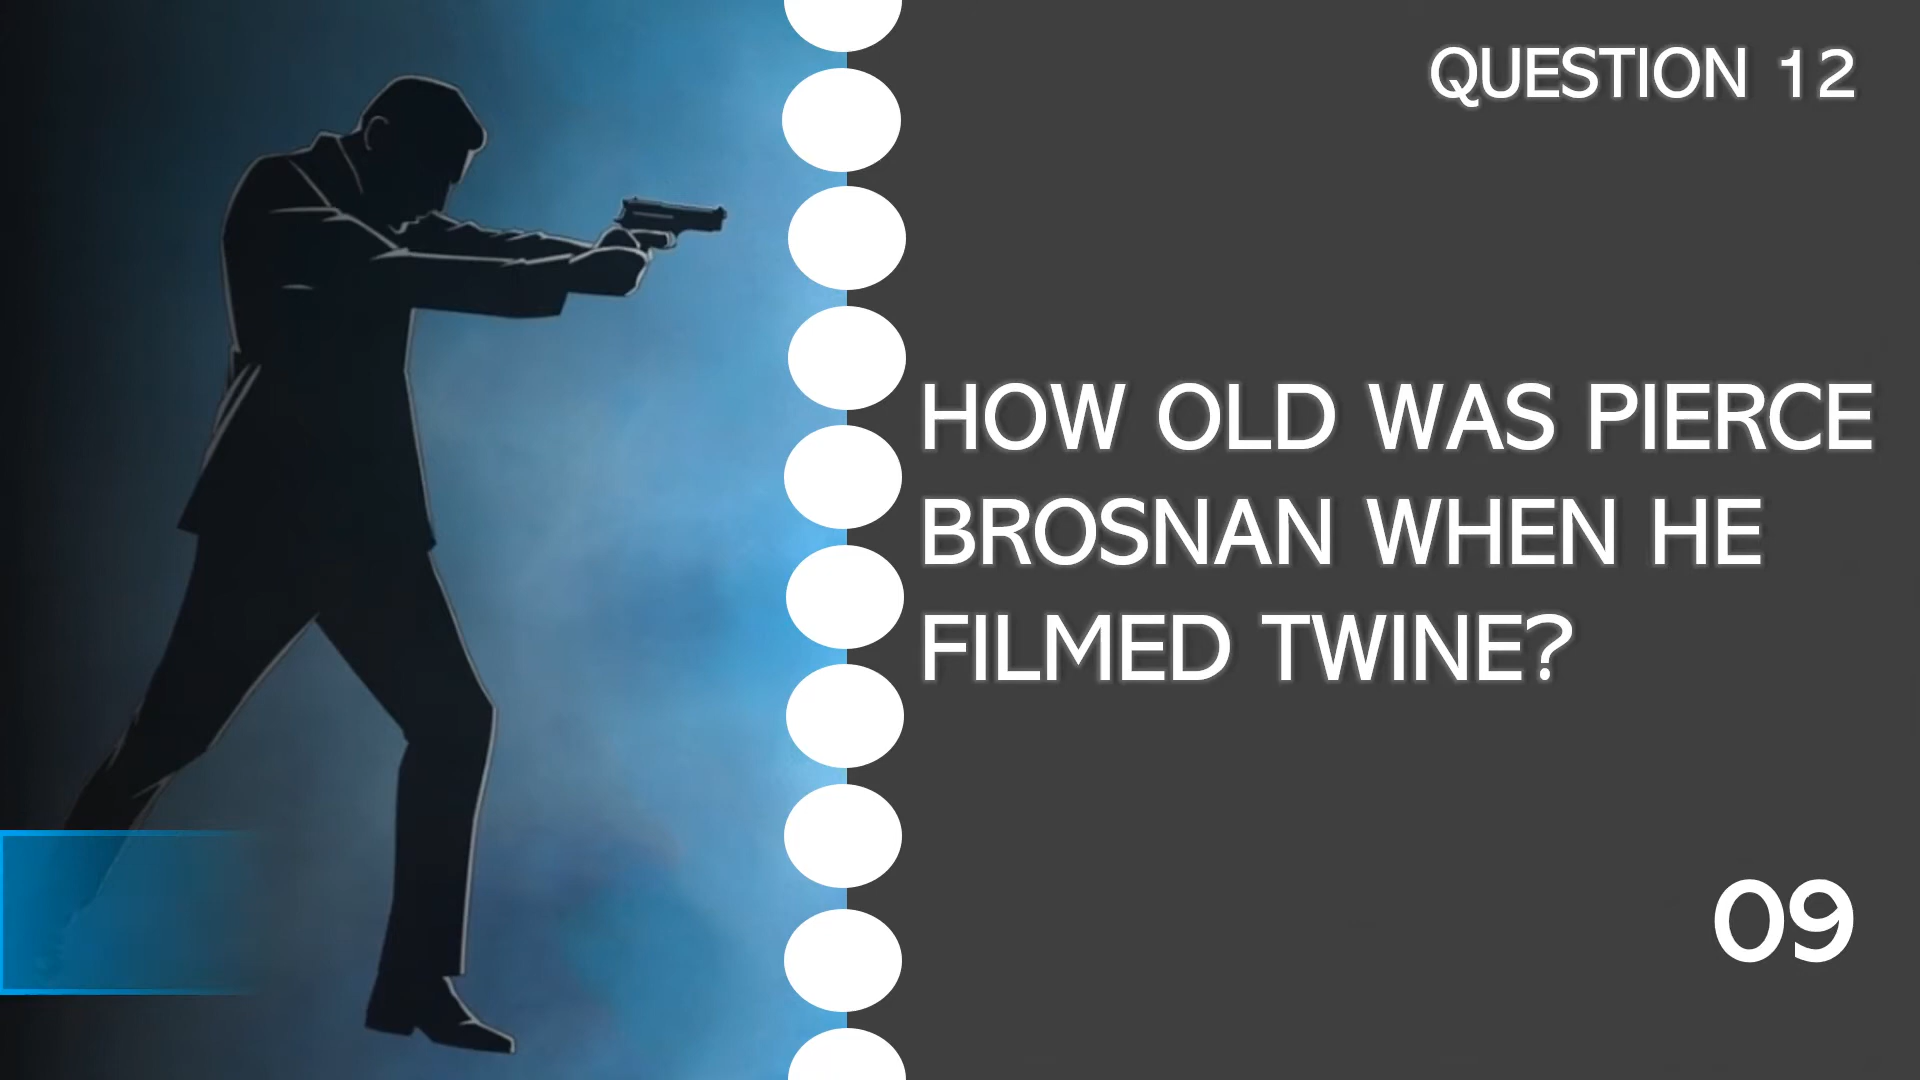 QUESTION 12
HOW OLD WAS PIERCE
BROSNAN WHEN HE
FILMED TWINE?
09